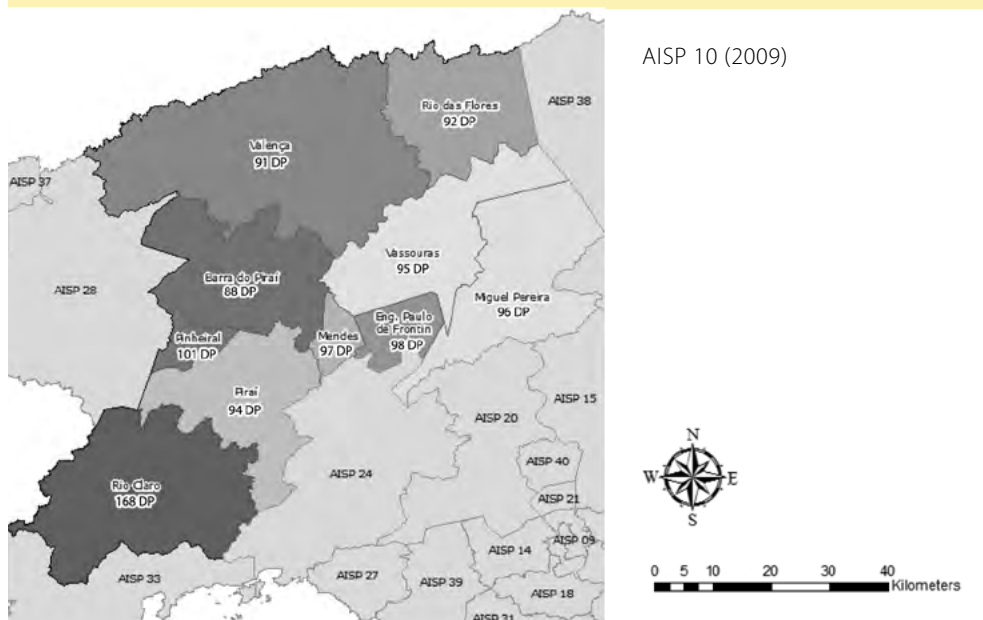 AISP 10 (2009)
AISP 38
Rio das Flores
92 DP
Valença
91 DP
AISP 37
Vassouras
95 DP
Barra do Piraí
88 DP
AISP 28
Miguel Pereira
96 DP
Eng. Paulo
de Frontin
98 DP
Mendes
97 DP
Pinheiral
101 DP
Piraí
94 DP
AISP 15
AISP 20
AISP 40
AISP 24
Rio Claro
168 DP
AISP 21
AISP 09
AISP 14
AISP 33
AISP 27
AISP 39
AISP 18
AISP 31
N
W
E
S
0 5 10 20 30 40
Kilometers